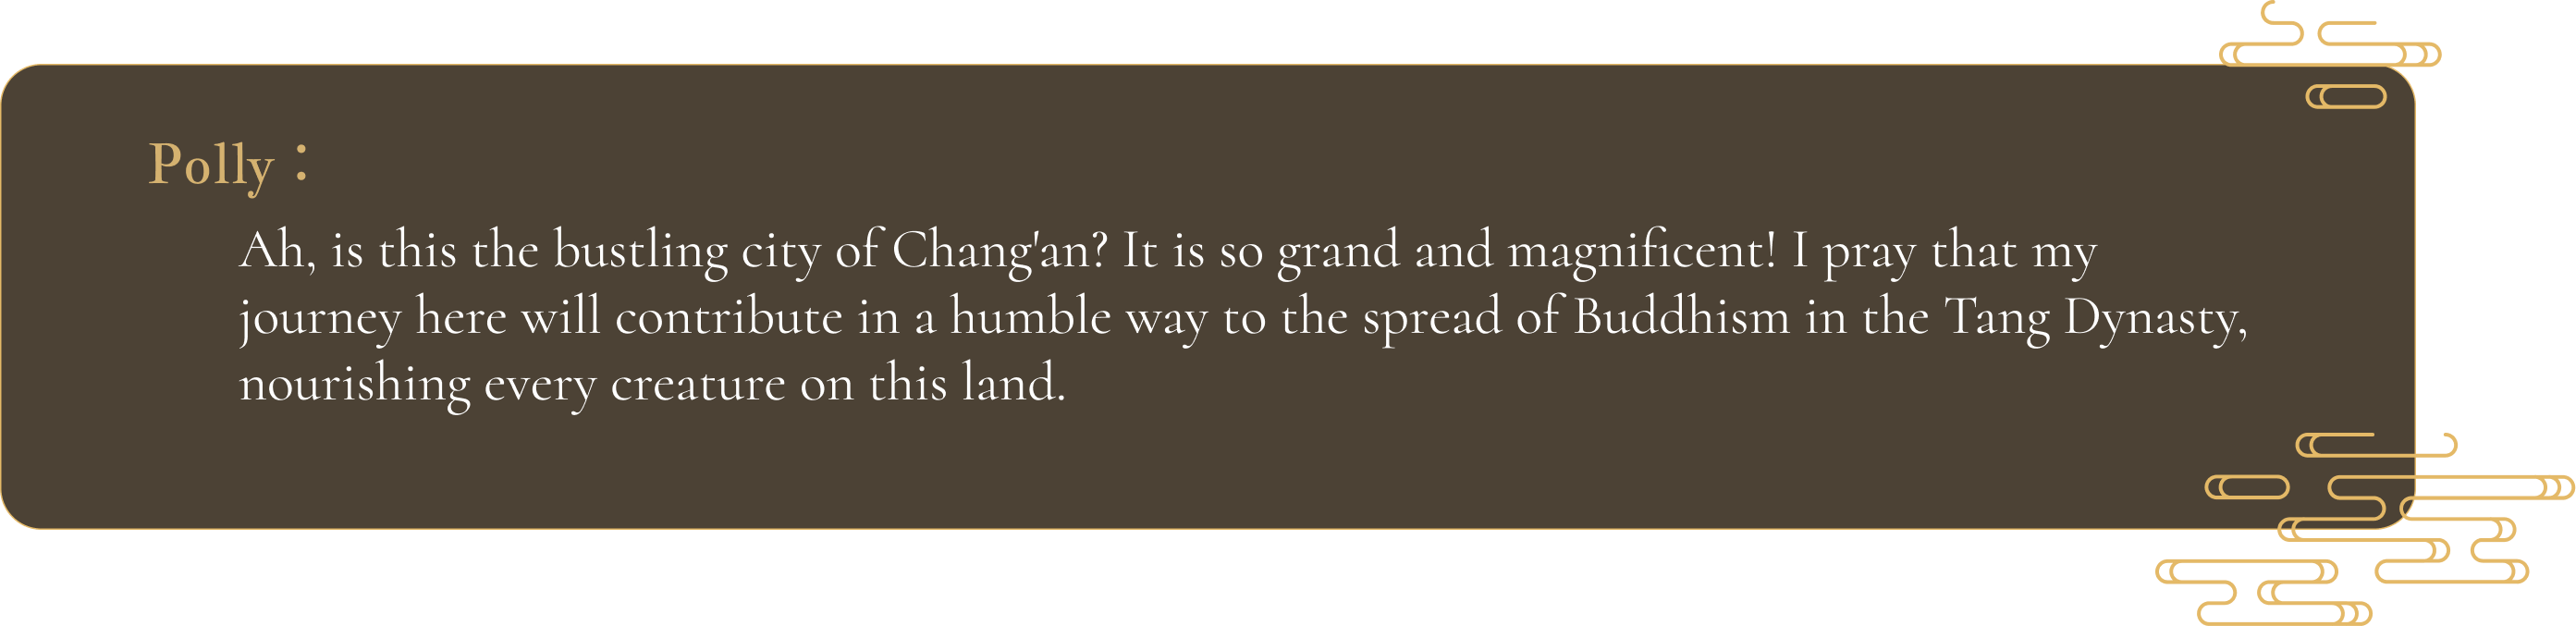 Polly：
Ah, is this the bustling city of Chang'an? It is so grand and magnificent! I pray that my
journey here will contribute in a humble way to the spread of Buddhism in the Tang Dynasty,
nourishing every creature on this land.